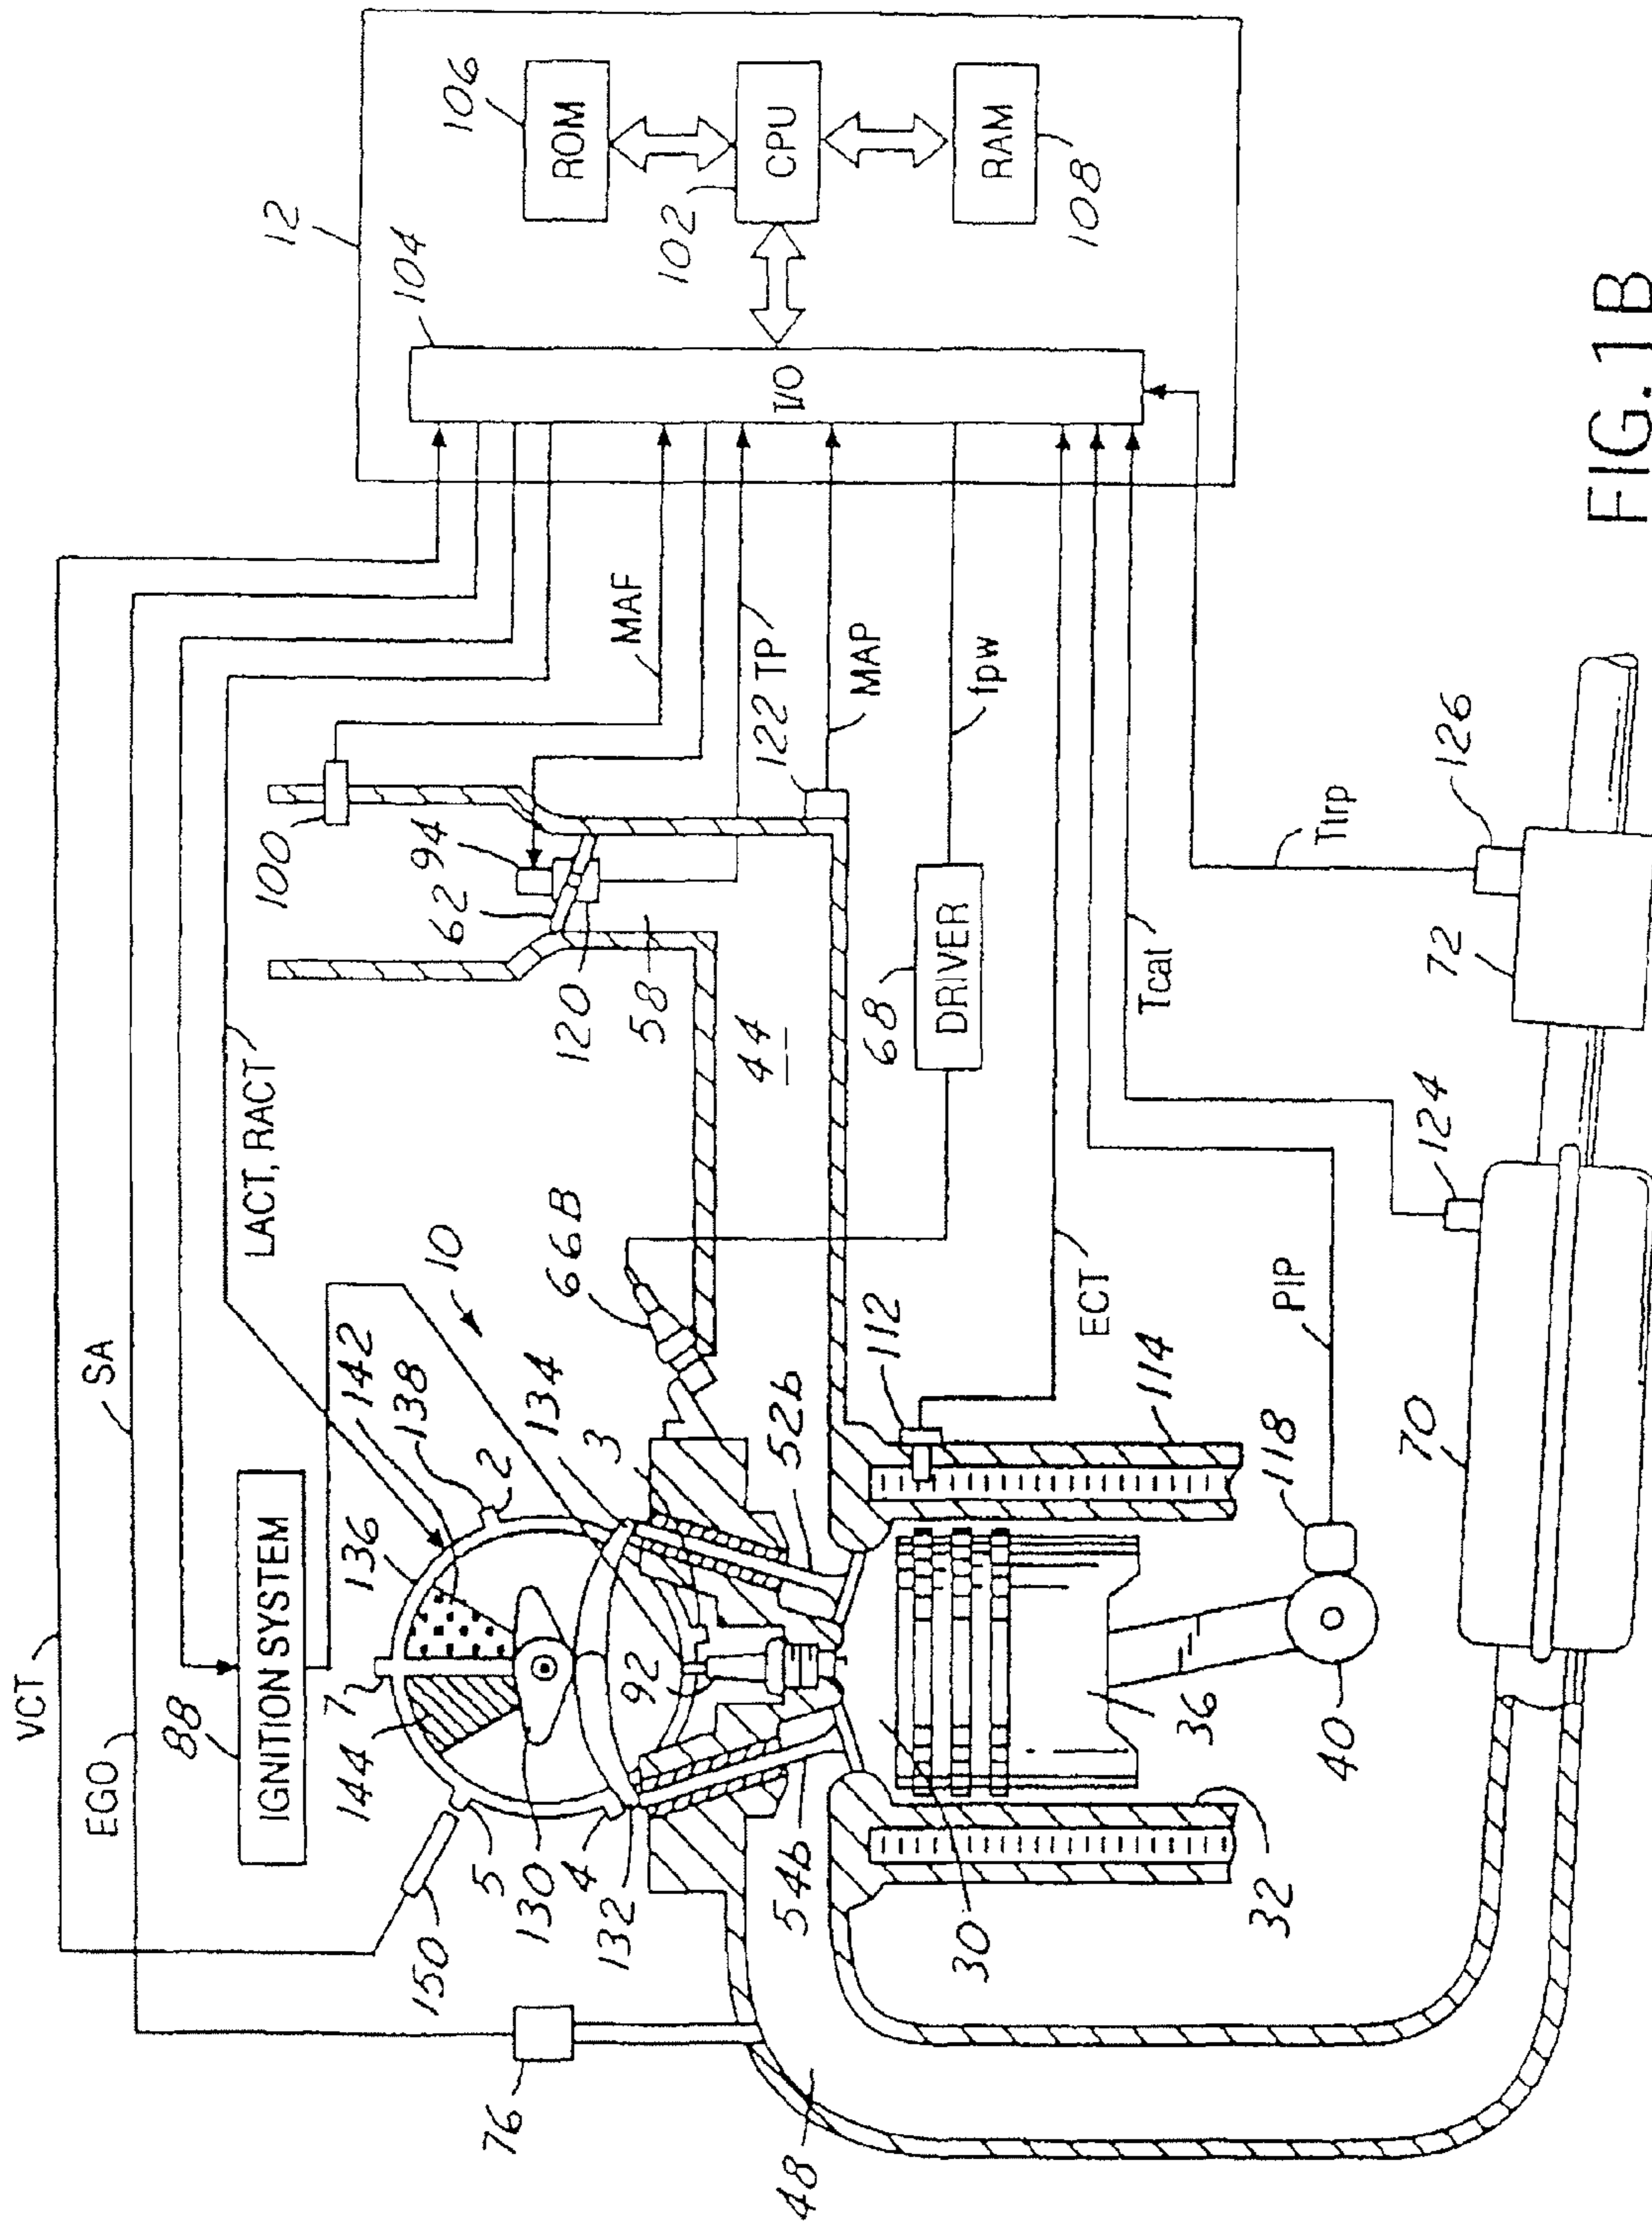 VCT
SA
EGO
LACT, RACT
12
104
106
ROM
102
CPU
RAM
108
I/O
88
IGNITION SYSTEM
MAF
100
94
62
120
58
44
TP
122
MAP
fpw
68
DRIVER
10
66B
142
138
136
2
134
3
7
144
5
130
4
132
150
92
52b
54b
76
48
112
114
ECT
30
36
32
40
118
PIP
Tcat
Ttrp
124
126
70
72
FIG. 1B